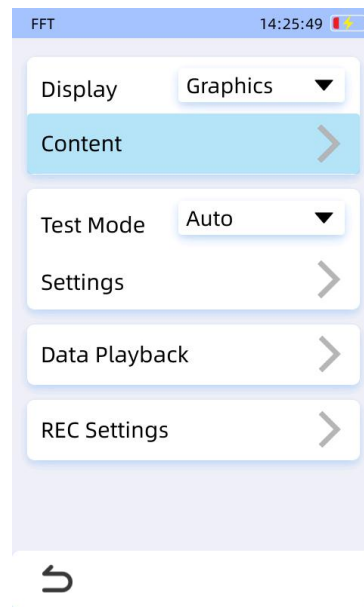 FFT 14:25:49
Display Graphics
Content
Test Mode Auto
Settings
Data Playback
REC Settings